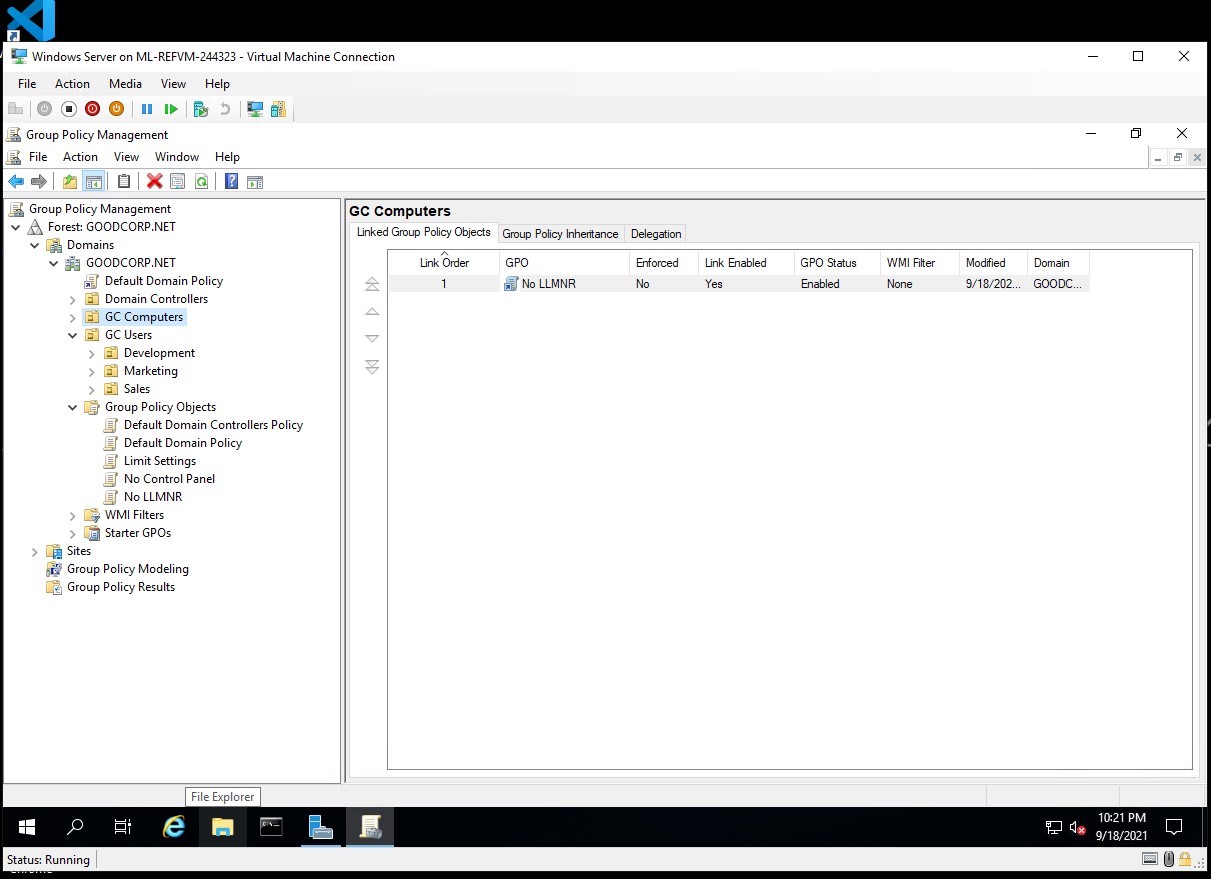 Windows Server on ML-REFVM-244323 - Virtual Machine Connection
File Action Media View Help
Group Policy Management
File Action View Window Help
Group Policy Management
Forest: GOODCORP.NET
Domains
GOODCORP.NET
Default Domain Policy
Domain Controllers
GC Computers
GC Users
Development
Marketing
Sales
Group Policy Objects
Default Domain Controllers Policy
Default Domain Policy
Limit Settings
No Control Panel
No LLMNR
WMI Filters
Starter GPOs
Sites
Group Policy Modeling
Group Policy Results
GC Computers
Linked Group Policy Objects Group Policy Inheritance Delegation
Link Order GPO Enforced Link Enabled GPO Status WMI Filter Modified Domain
1 No LLMNR No Yes Enabled None 9/18/202... GOODC...
File Explorer
10:21 PM
9/18/2021
Status: Running